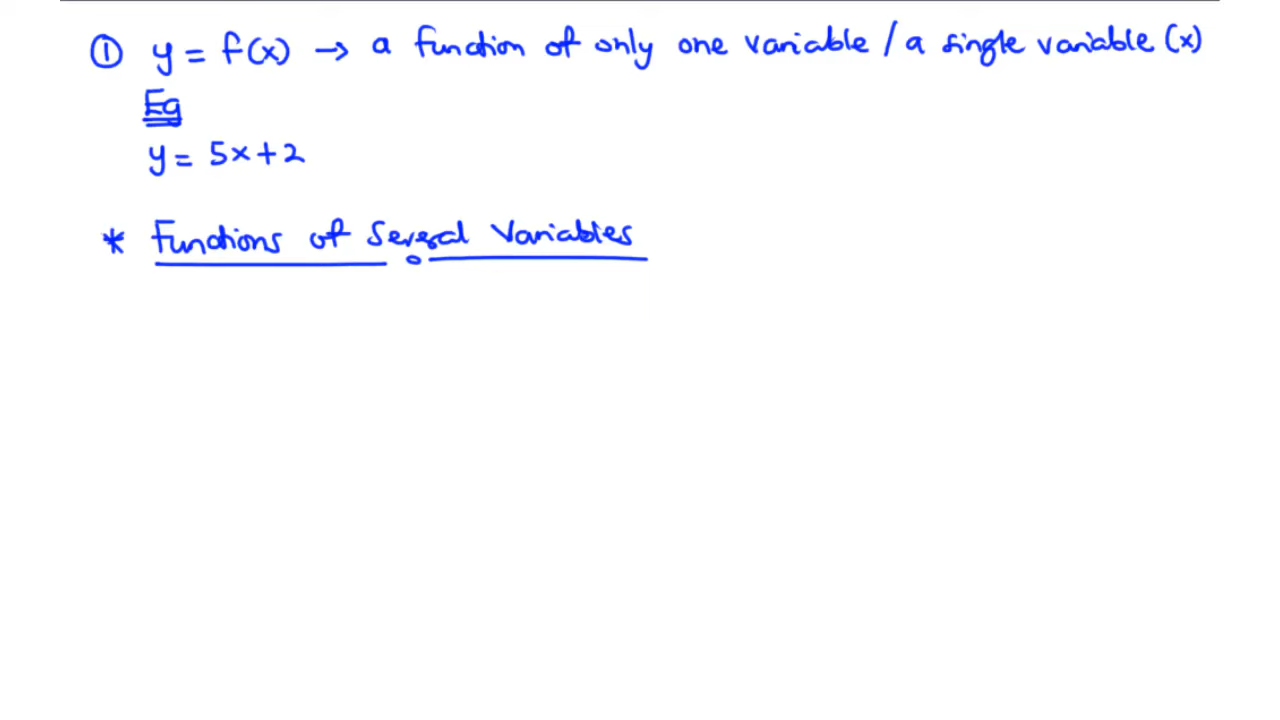 ① y = f(x) → a function of only one variable / a single variable (x)
Eg
y = 5x + 2
* Functions of Several Variables